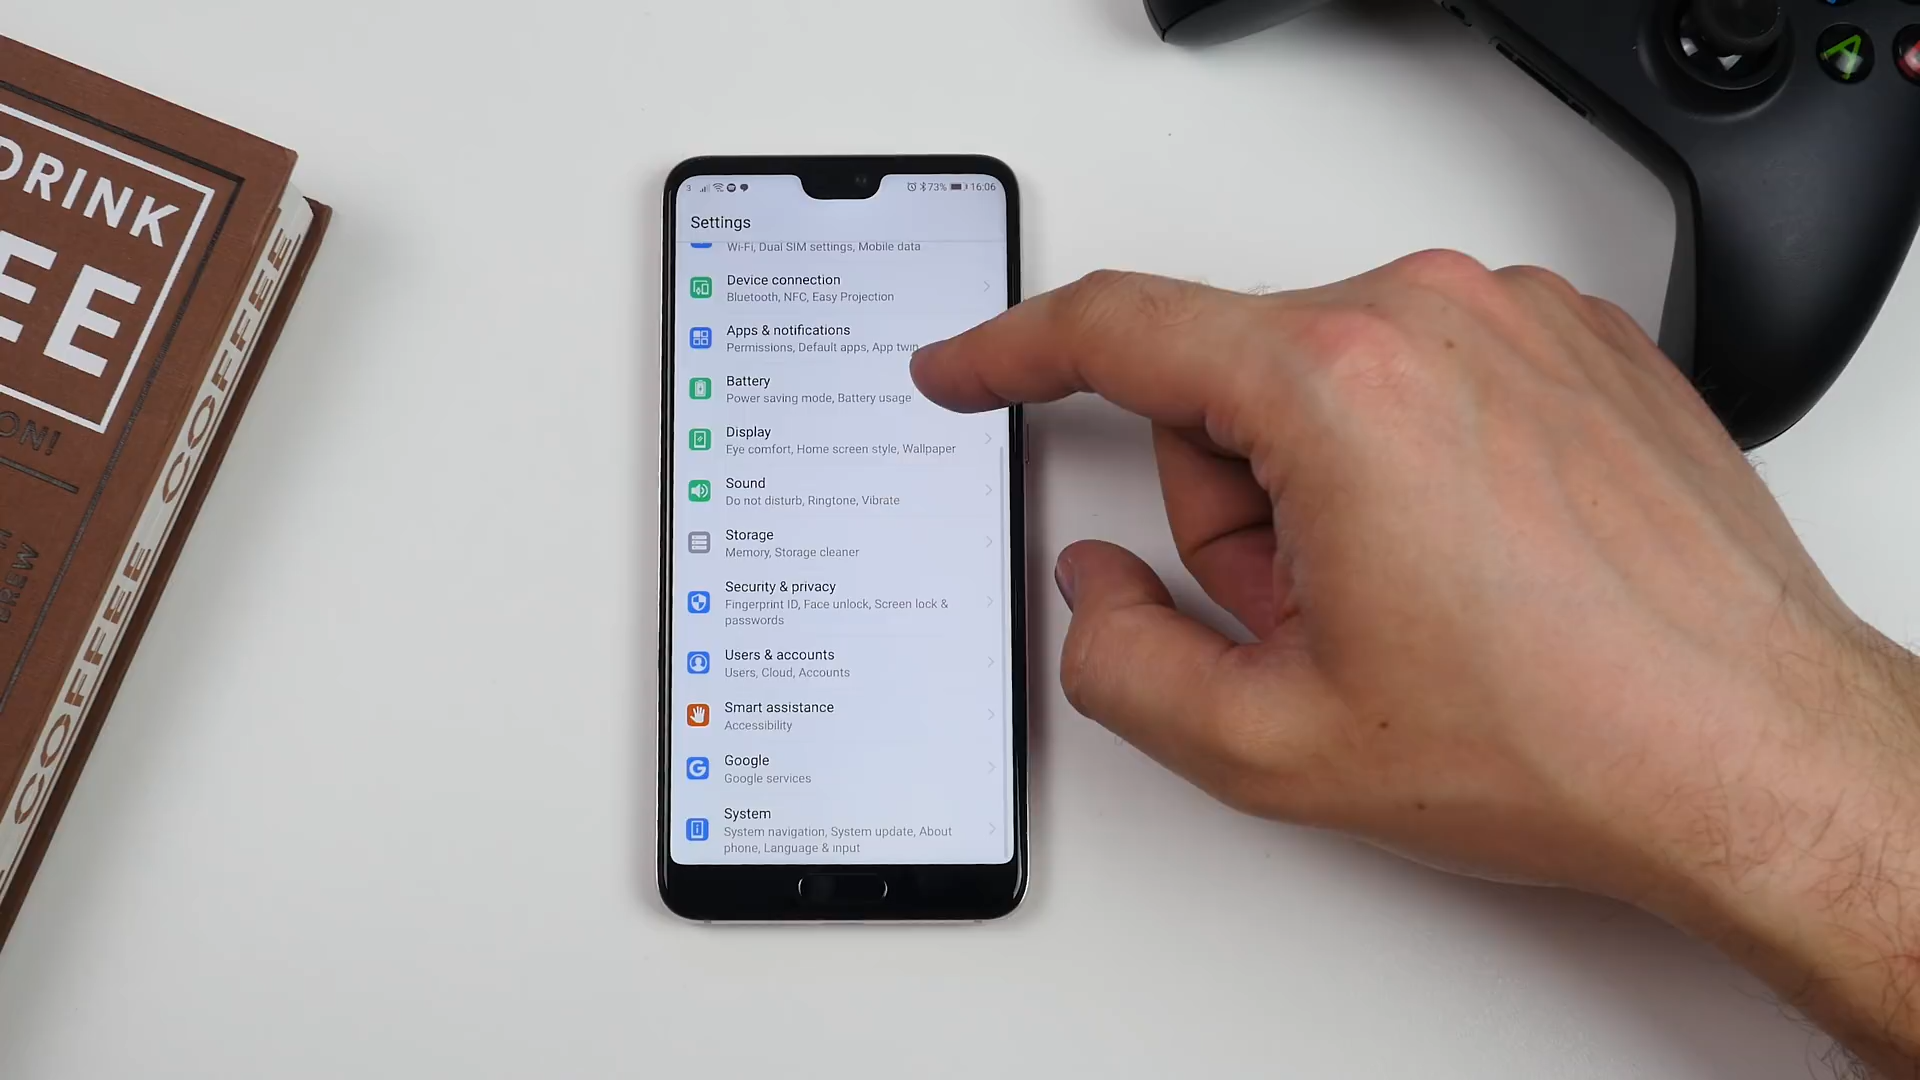 DRINK
EE
ON!
BREW
COFFEE COFFEE
3
73% 16:06
Settings
Wi-Fi, Dual SIM settings, Mobile data
Device connection
Bluetooth, NFC, Easy Projection
Apps & notifications
Permissions, Default apps, App twin
Battery
Power saving mode, Battery usage
Display
Eye comfort, Home screen style, Wallpaper
Sound
Do not disturb, Ringtone, Vibrate
Storage
Memory, Storage cleaner
Security & privacy
Fingerprint ID, Face unlock, Screen lock &
passwords
Users & accounts
Users, Cloud, Accounts
Smart assistance
Accessibility
G
Google
Google services
System
System navigation, System update, About
phone, Language & input
A